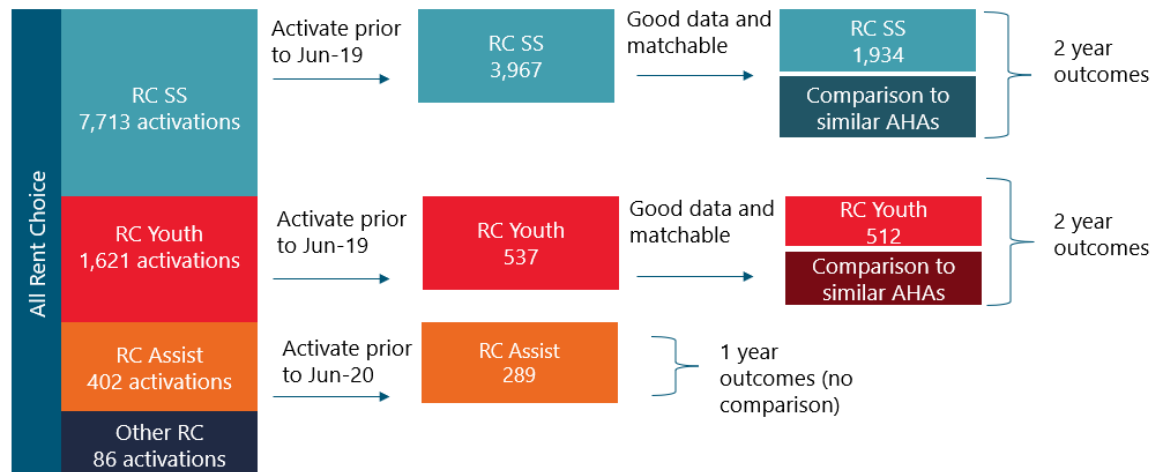 All Rent Choice
RC SS
7,713 activations
Activate prior
to Jun-19
RC SS
3,967
Good data and
matchable
RC SS
1,934
Comparison to
similar AHAs
2 year
outcomes
RC Youth
1,621 activations
Activate prior
to Jun-19
RC Youth
537
Good data and
matchable
RC Youth
512
Comparison to
similar AHAs
2 year
outcomes
RC Assist
402 activations
Activate prior
to Jun-20
RC Assist
289
1 year
outcomes (no
comparison)
Other RC
86 activations